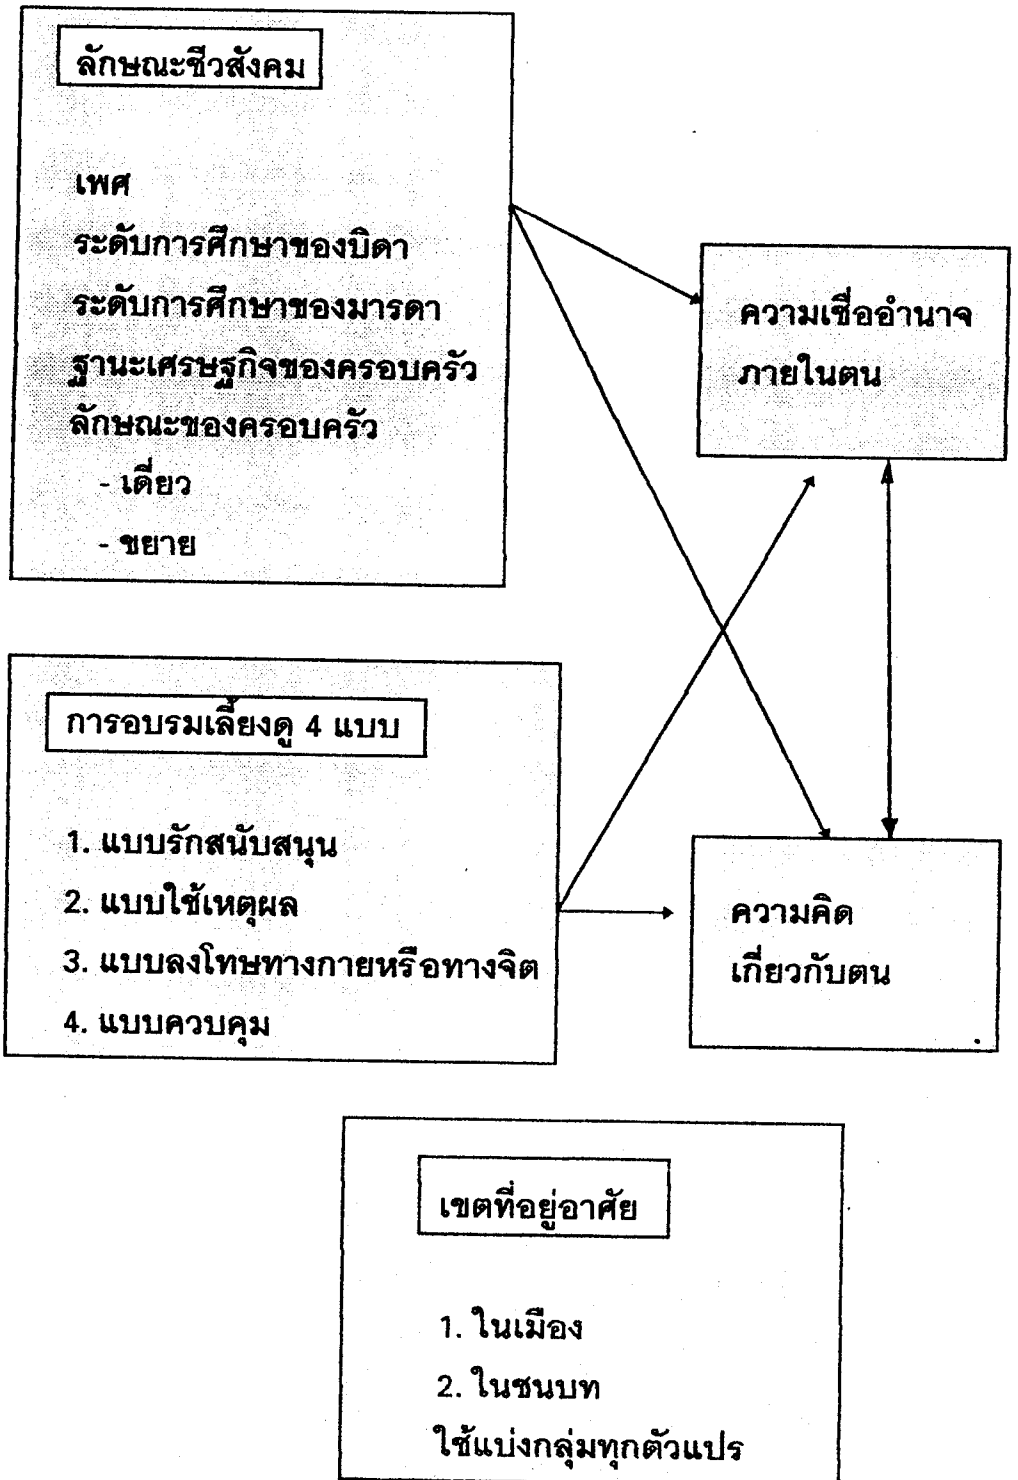 ลักษณะชีวสังคม
เพศ
ระดับการศึกษาของบิดา
ระดับการศึกษาของมารดา
ฐานะเศรษฐกิจของครอบครัว
ลักษณะของครอบครัว
- เดี่ยว
- ขยาย
ความเชื่ออำนาจ
ภายในตน
การอบรมเลี้ยงดู 4 แบบ
1. แบบรักสนับสนุน
2. แบบใช้เหตุผล
3. แบบลงโทษทางกายหรือทางจิต
4. แบบควบคุม
ความคิด
เกี่ยวกับตน
เขตที่อยู่อาศัย
1. ในเมือง
2. ในชนบท
ใช้แบ่งกลุ่มทุกตัวแปร